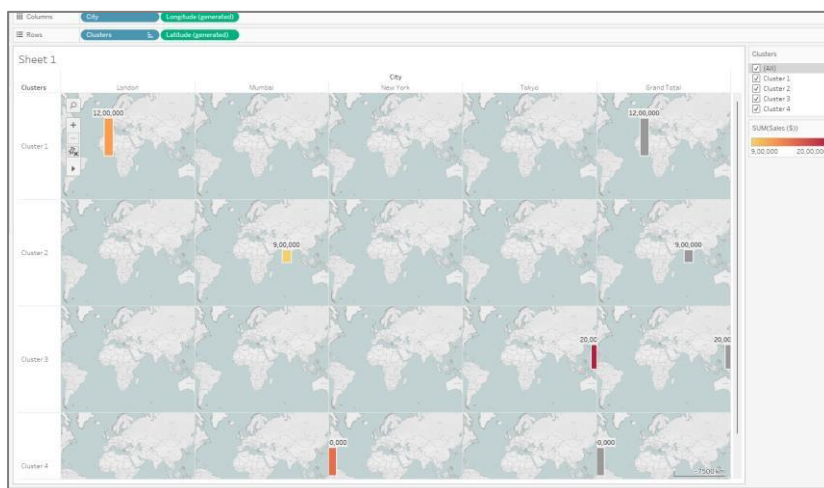 Columns City Longitude (generated)
Rows Clusters Latitude (generated)
Sheet 1
City
Clusters London Mumbai New York Tokyo Grand Total
12,00,000 12,00,000
Cluster 1
9,00,000 9,00,000
Cluster 2
20,00 20,00
Cluster 3
0,000 0,000
Cluster 4
~7500 km
Clusters
(All)
Cluster 1
Cluster 2
Cluster 3
Cluster 4
SUM(Sales ($))
9,00,000 20,00,000